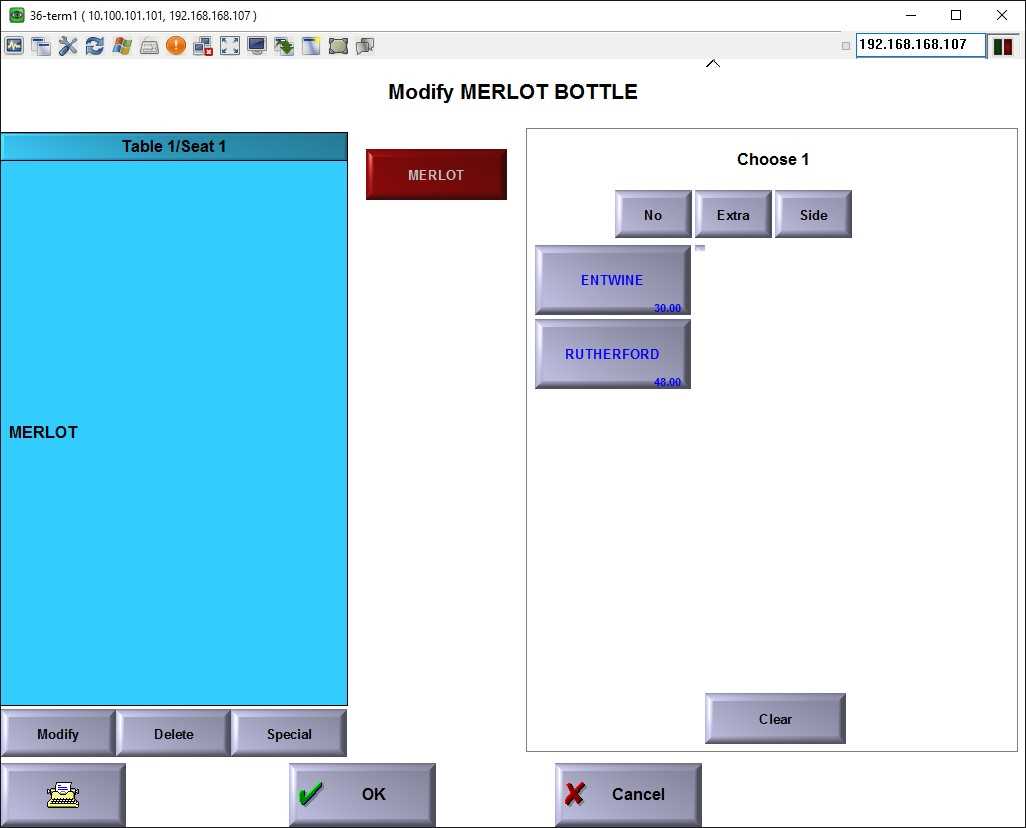 36-term1 ( 10.100.101.101, 192.168.168.107 )
192.168.168.107
Modify MERLOT BOTTLE
Table 1/Seat 1
MERLOT
MERLOT
Choose 1
No Extra Side
ENTWINE
30.00
RUTHERFORD
48.00
Clear
Modify Delete Special
OK Cancel